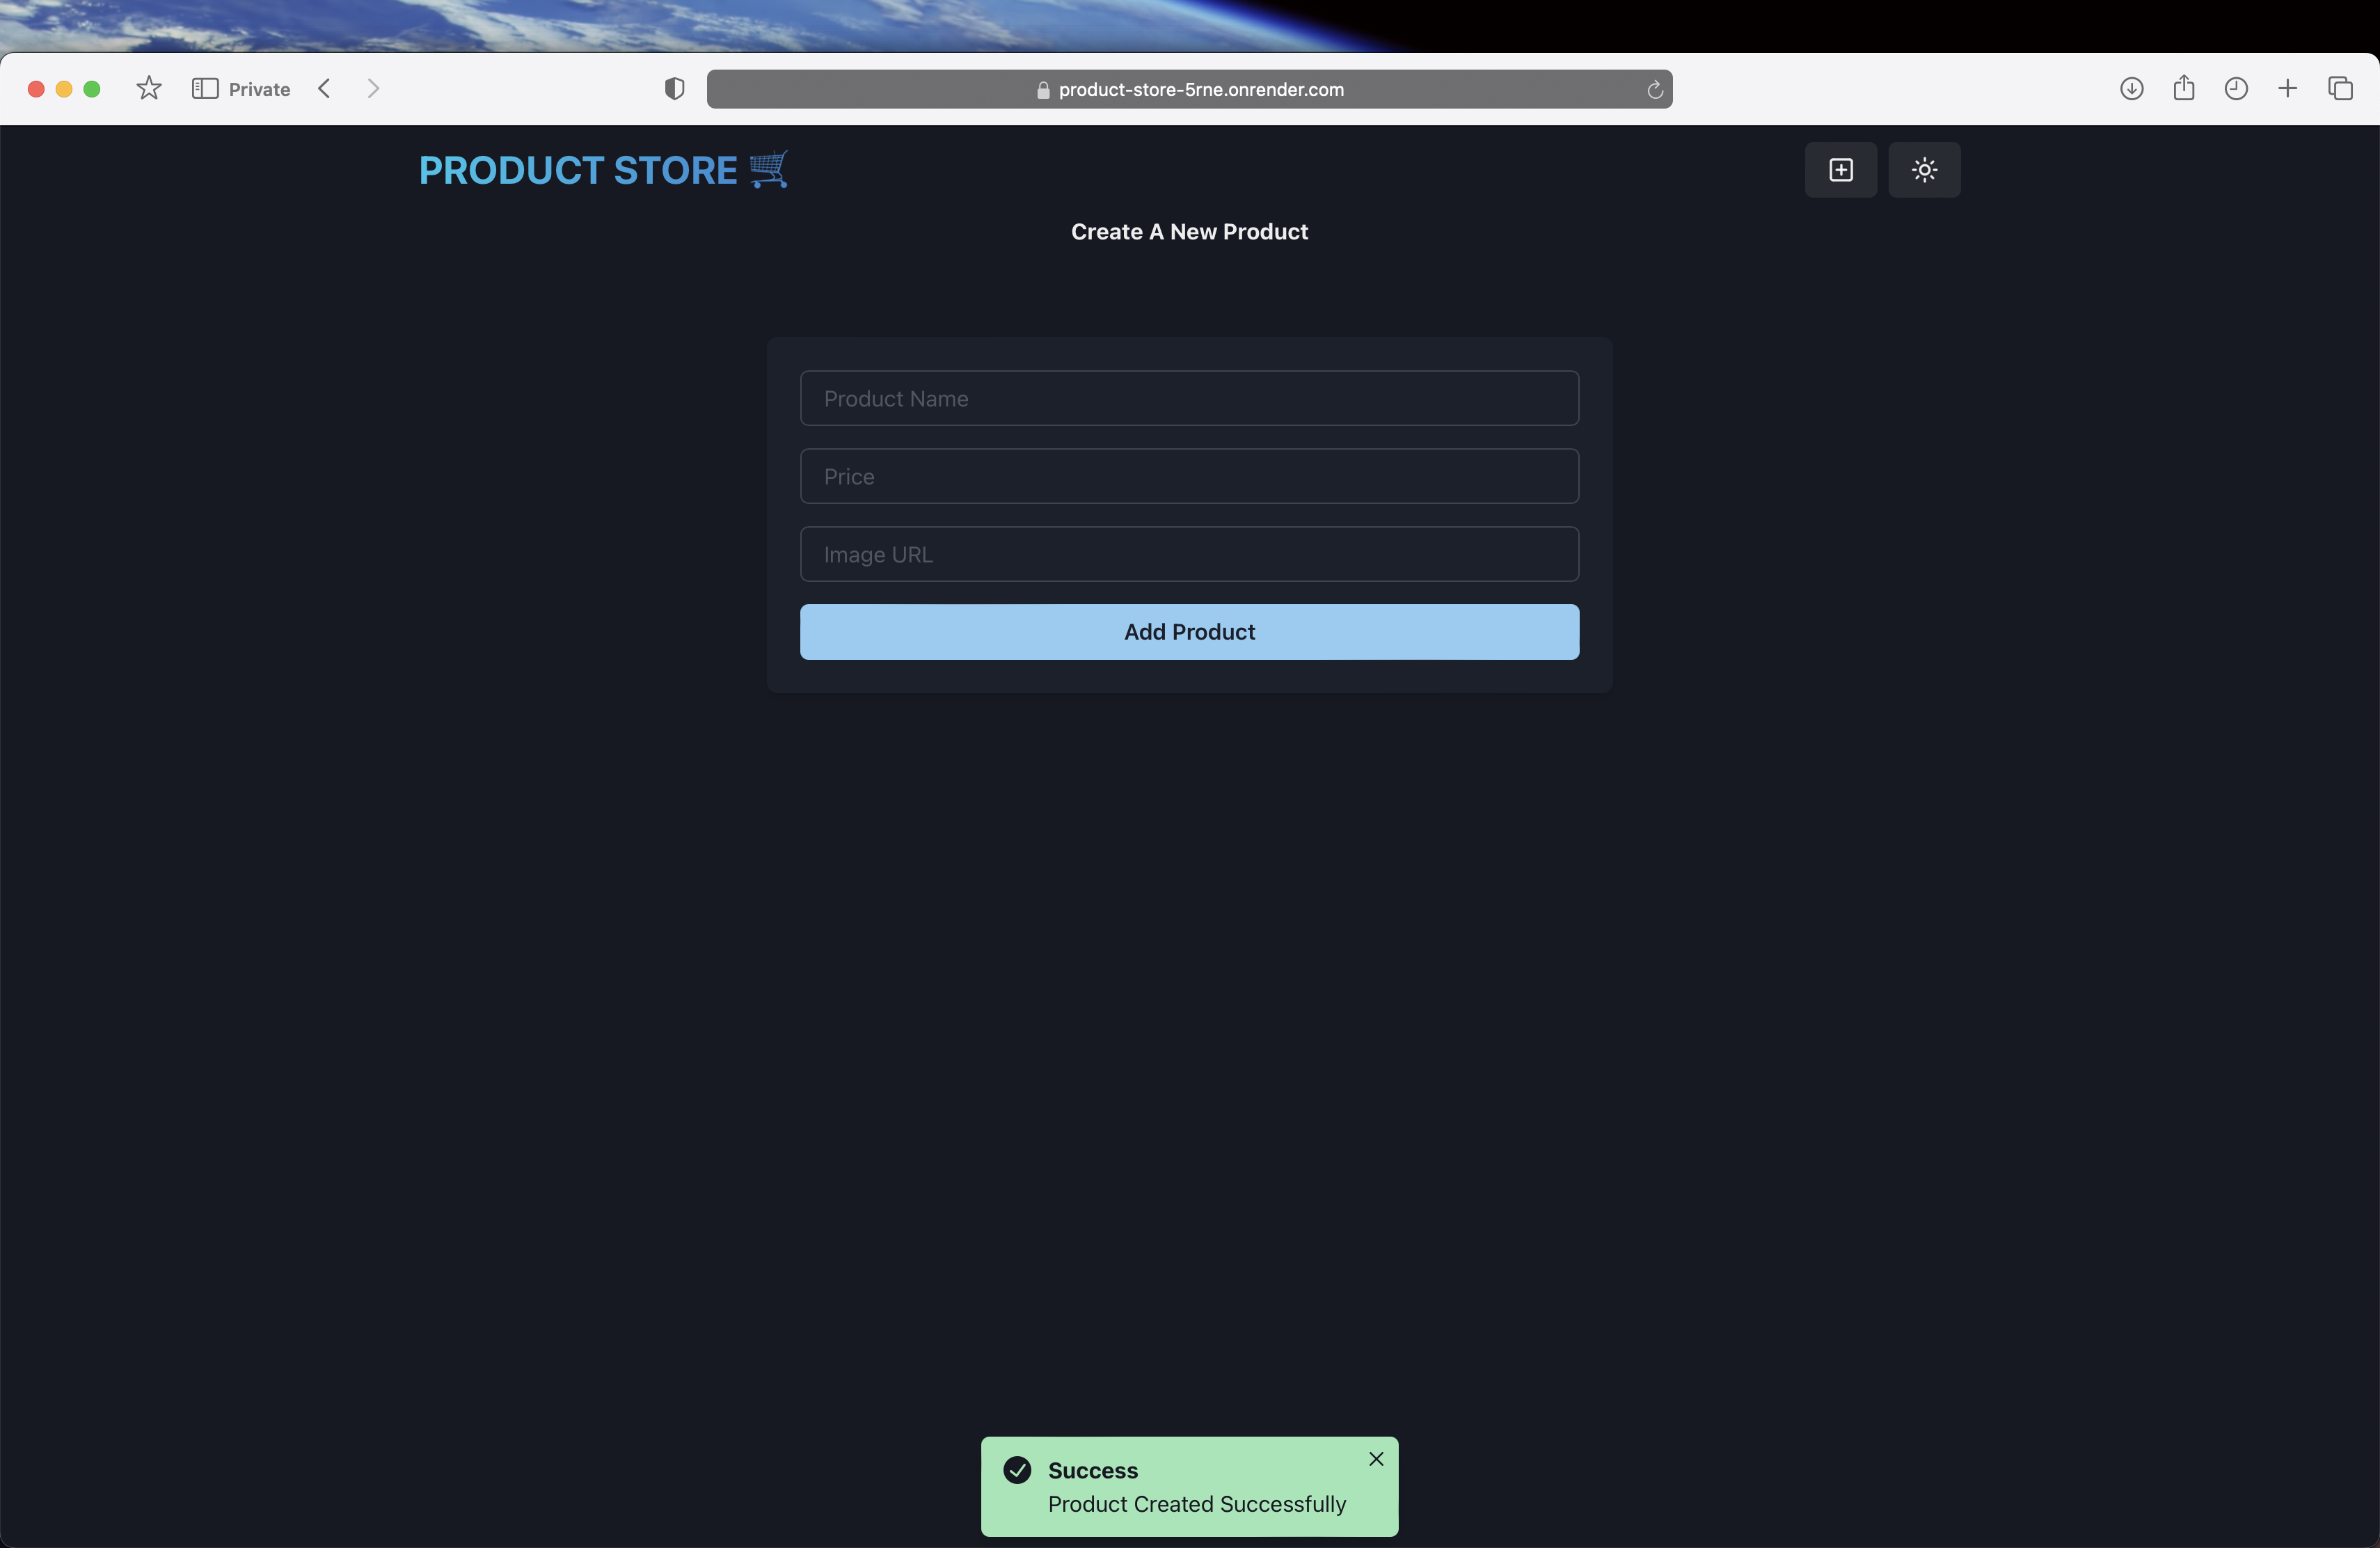 Private
product-store-5rne.onrender.com
PRODUCT STORE 🛒
Create A New Product
Product Name
Price
Image URL
Add Product
Success
Product Created Successfully